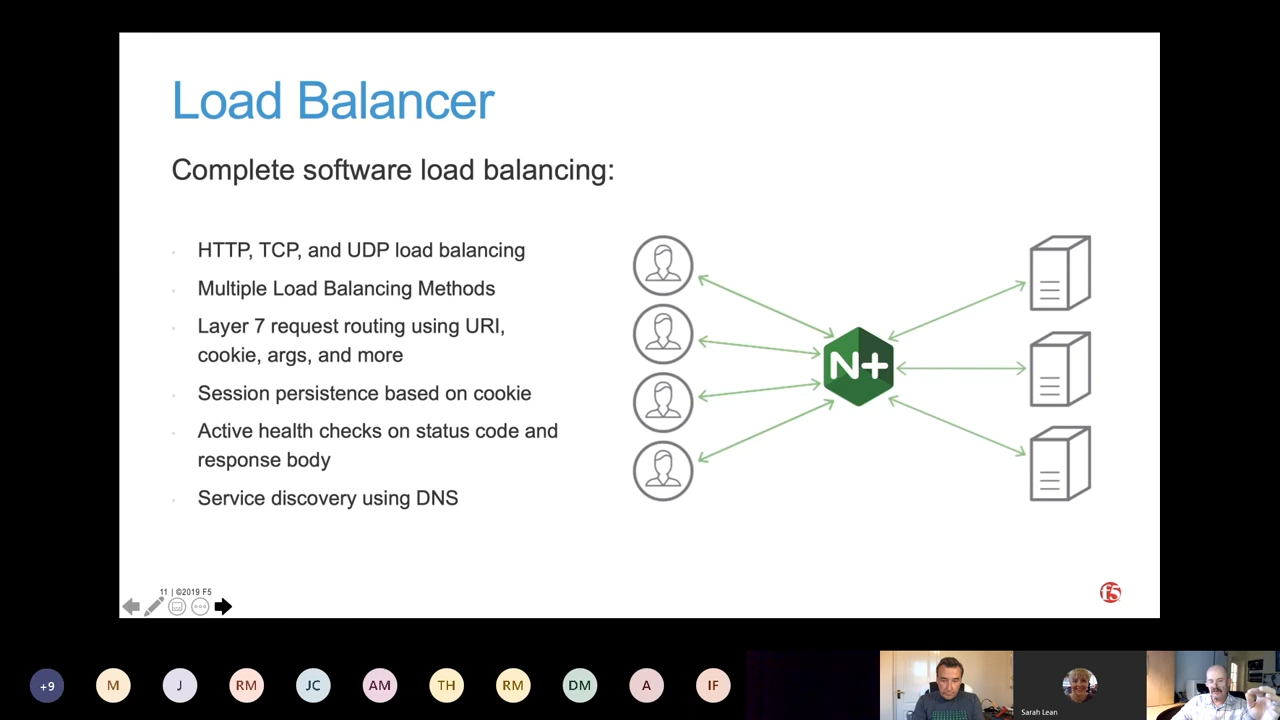 Load Balancer
Complete software load balancing:
HTTP, TCP, and UDP load balancing
Multiple Load Balancing Methods
Layer 7 request routing using URI,
cookie, args, and more
Session persistence based on cookie
Active health checks on status code and
response body
Service discovery using DNS
N+
11 | ©2019 F5
f5
+9
M
J
RM
JC
AM
TH
RM
DM
A
IF
Sarah Lean